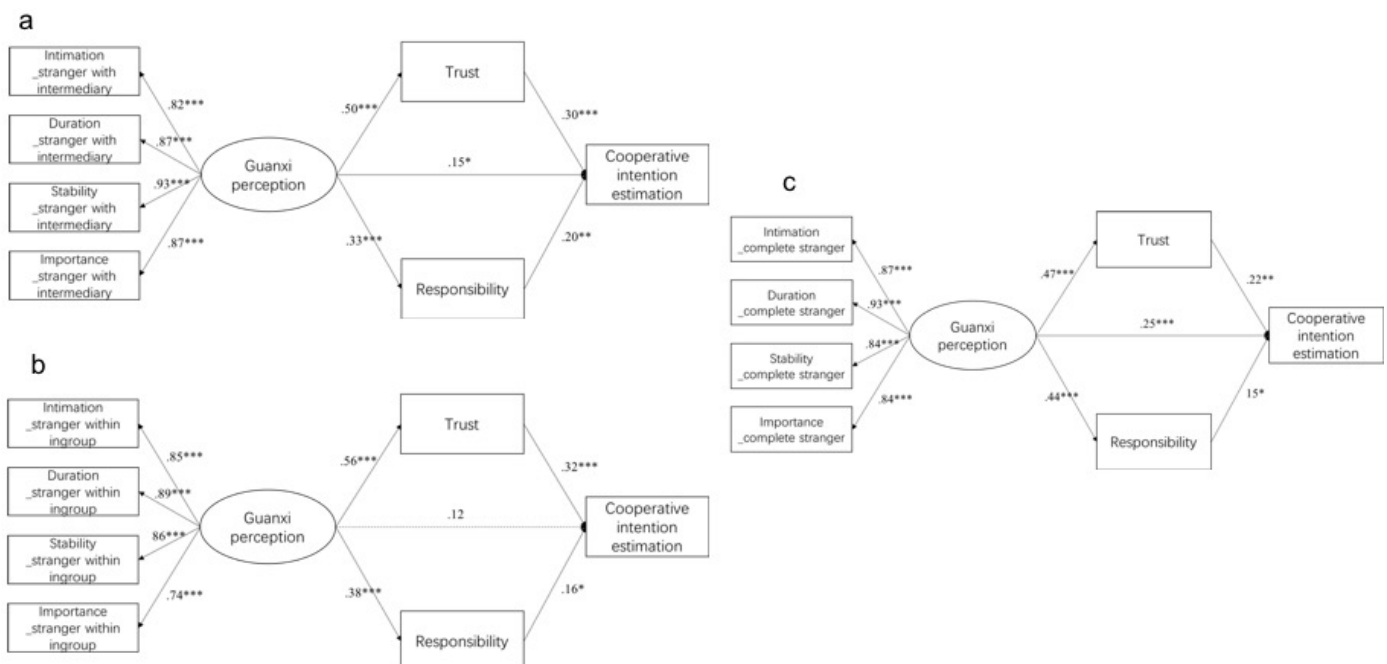 a
Intimation
_stranger with
intermediary
Duration
_stranger with
intermediary
Stability
_stranger with
intermediary
Importance
_stranger with
intermediary
.82***
.87***
.93***
.87***
Guanxi
perception
.50***
.15*
.33***
Trust
Responsibility
.30***
.20**
Cooperative
intention
estimation
b
Intimation
_stranger within
ingroup
Duration
_stranger within
ingroup
Stability
_stranger within
ingroup
Importance
_stranger within
ingroup
.85***
.89***
86***
.74***
Guanxi
perception
.56***
.12
.38***
Trust
Responsibility
.32***
.16*
Cooperative
intention
estimation
c
Intimation
_complete stranger
Duration
_complete stranger
Stability
_complete stranger
Importance
_complete stranger
.87***
.93***
.84***
.84***
Guanxi
perception
.47***
.25***
.44***
Trust
Responsibility
.22**
15*
Cooperative
intention
estimation